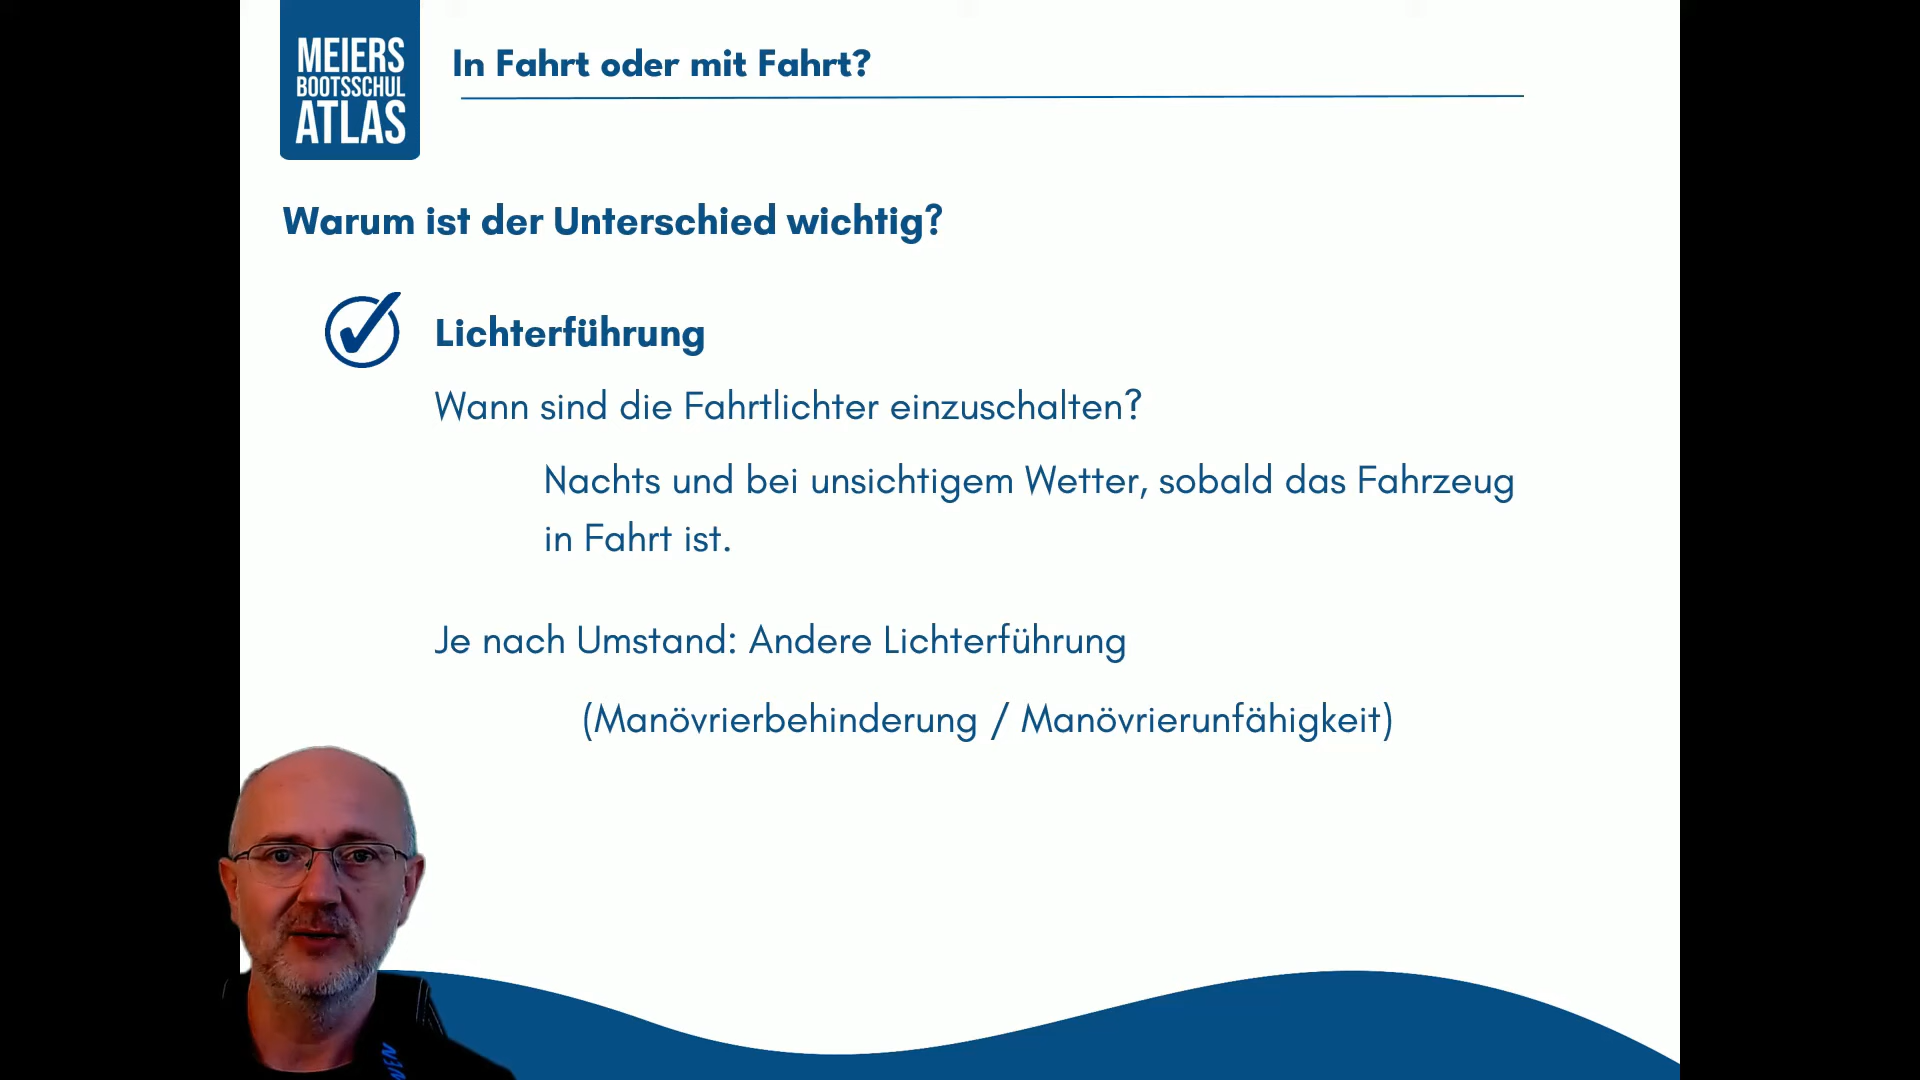 MEIERS
BOOTSSCHUL
ATLAS
In Fahrt oder mit Fahrt?
Warum ist der Unterschied wichtig?
Lichterführung
Wann sind die Fahrtlichter einzuschalten?
Nachts und bei unsichtigem Wetter, sobald das Fahrzeug
in Fahrt ist.
Je nach Umstand: Andere Lichterführung
(Manövrierbehinderung / Manövrierunfähigkeit)